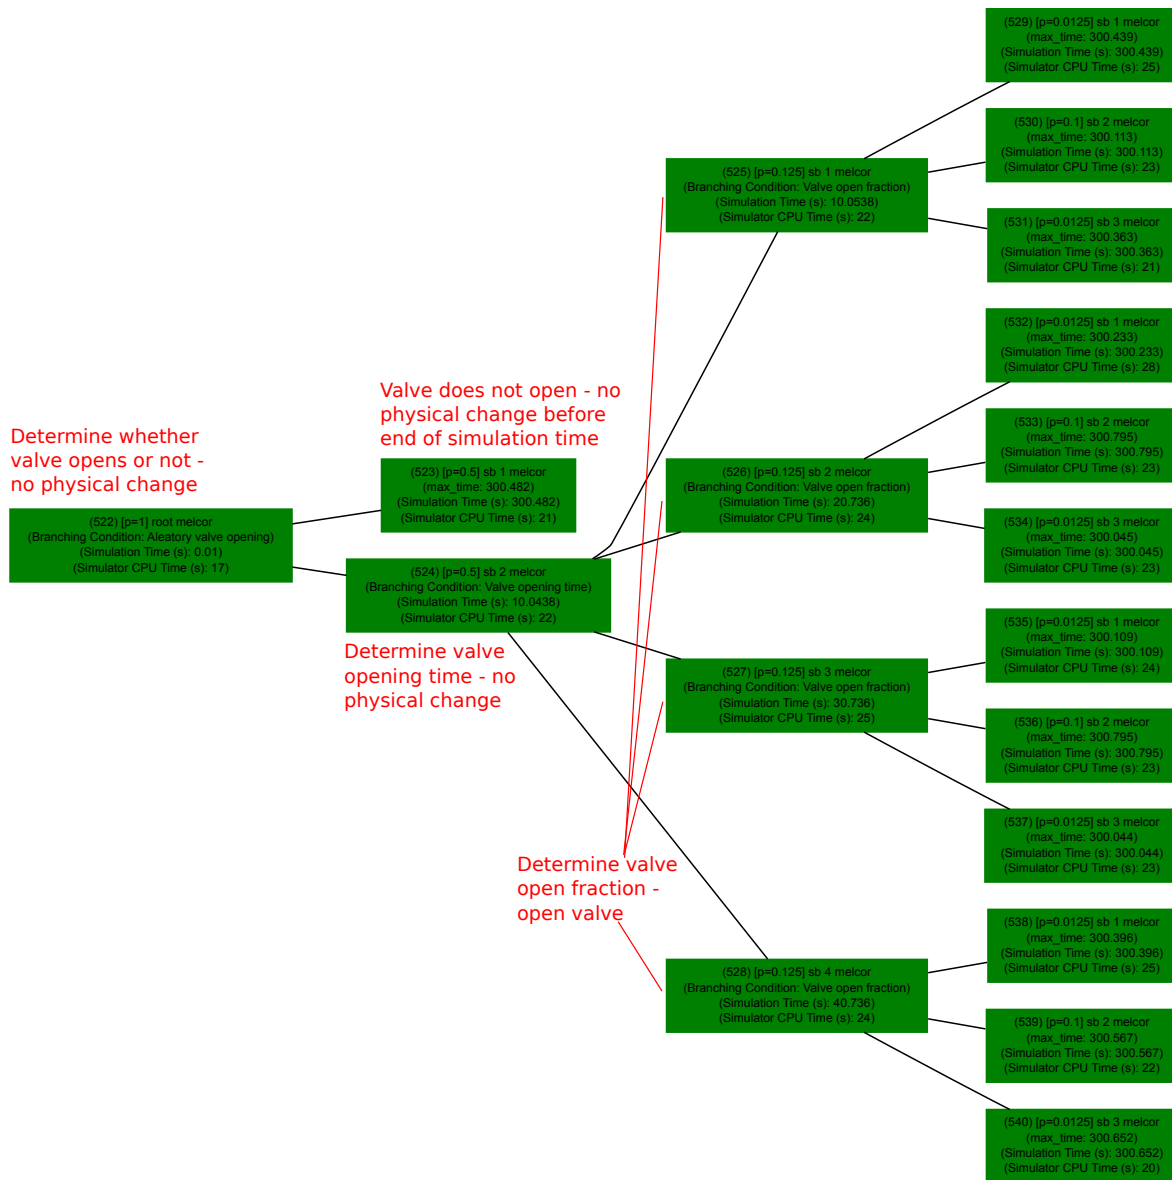 Determine whether
valve opens or not -
no physical change
(522) [p=1] root melcor
(Branching Condition: Aleatory valve opening)
(Simulation Time (s): 0.01)
(Simulator CPU Time (s): 17)
Valve does not open - no
physical change before
end of simulation time
(523) [p=0.5] sb 1 melcor
(max_time: 300.482)
(Simulation Time (s): 300.482)
(Simulator CPU Time (s): 21)
(524) [p=0.5] sb 2 melcor
(Branching Condition: Valve opening time)
(Simulation Time (s): 10.0438)
(Simulator CPU Time (s): 22)
Determine valve
opening time - no
physical change
Determine valve
open fraction -
open valve
(525) [p=0.125] sb 1 melcor
(Branching Condition: Valve open fraction)
(Simulation Time (s): 10.0538)
(Simulator CPU Time (s): 22)
(526) [p=0.125] sb 2 melcor
(Branching Condition: Valve open fraction)
(Simulation Time (s): 20.736)
(Simulator CPU Time (s): 24)
(527) [p=0.125] sb 3 melcor
(Branching Condition: Valve open fraction)
(Simulation Time (s): 30.736)
(Simulator CPU Time (s): 25)
(528) [p=0.125] sb 4 melcor
(Branching Condition: Valve open fraction)
(Simulation Time (s): 40.736)
(Simulator CPU Time (s): 24)
(529) [p=0.0125] sb 1 melcor
(max_time: 300.439)
(Simulation Time (s): 300.439)
(Simulator CPU Time (s): 25)
(530) [p=0.1] sb 2 melcor
(max_time: 300.113)
(Simulation Time (s): 300.113)
(Simulator CPU Time (s): 23)
(531) [p=0.0125] sb 3 melcor
(max_time: 300.363)
(Simulation Time (s): 300.363)
(Simulator CPU Time (s): 21)
(532) [p=0.0125] sb 1 melcor
(max_time: 300.233)
(Simulation Time (s): 300.233)
(Simulator CPU Time (s): 28)
(533) [p=0.1] sb 2 melcor
(max_time: 300.795)
(Simulation Time (s): 300.795)
(Simulator CPU Time (s): 23)
(534) [p=0.0125] sb 3 melcor
(max_time: 300.045)
(Simulation Time (s): 300.045)
(Simulator CPU Time (s): 23)
(535) [p=0.0125] sb 1 melcor
(max_time: 300.109)
(Simulation Time (s): 300.109)
(Simulator CPU Time (s): 24)
(536) [p=0.1] sb 2 melcor
(max_time: 300.795)
(Simulation Time (s): 300.795)
(Simulator CPU Time (s): 23)
(537) [p=0.0125] sb 3 melcor
(max_time: 300.044)
(Simulation Time (s): 300.044)
(Simulator CPU Time (s): 23)
(538) [p=0.0125] sb 1 melcor
(max_time: 300.396)
(Simulation Time (s): 300.396)
(Simulator CPU Time (s): 25)
(539) [p=0.1] sb 2 melcor
(max_time: 300.567)
(Simulation Time (s): 300.567)
(Simulator CPU Time (s): 22)
(540) [p=0.0125] sb 3 melcor
(max_time: 300.652)
(Simulation Time (s): 300.652)
(Simulator CPU Time (s): 20)